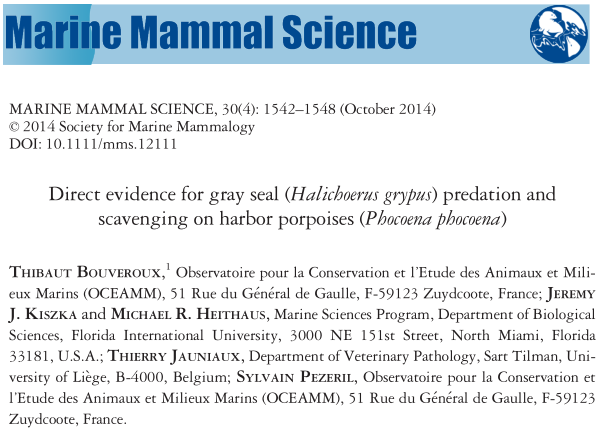 Marine Mammal Science
MARINE MAMMAL SCIENCE, 30(4): 1542–1548 (October 2014)
© 2014 Society for Marine Mammalogy
DOI: 10.1111/mms.12111
Direct evidence for gray seal (Halichoerus grypus) predation and
scavenging on harbor porpoises (Phocoena phocoena)
THIBAUT BOUVEROUX,¹ Observatoire pour la Conservation et l'Etude des Animaux et Mili-
eux Marins (OCEAMM), 51 Rue du Général de Gaulle, F-59123 Zuydcoote, France; JEREMY
J. KISZKA and MICHAEL R. HEITHAUS, Marine Sciences Program, Department of Biological
Sciences, Florida International University, 3000 NE 151st Street, North Miami, Florida
33181, U.S.A.; THIERRY JAUNIAUX, Department of Veterinary Pathology, Sart Tilman, Uni-
versity of Liège, B-4000, Belgium; SYLVAIN PEZERIL, Observatoire pour la Conservation et
l'Etude des Animaux et Milieux Marins (OCEAMM), 51 Rue du Général de Gaulle, F-59123
Zuydcoote, France.